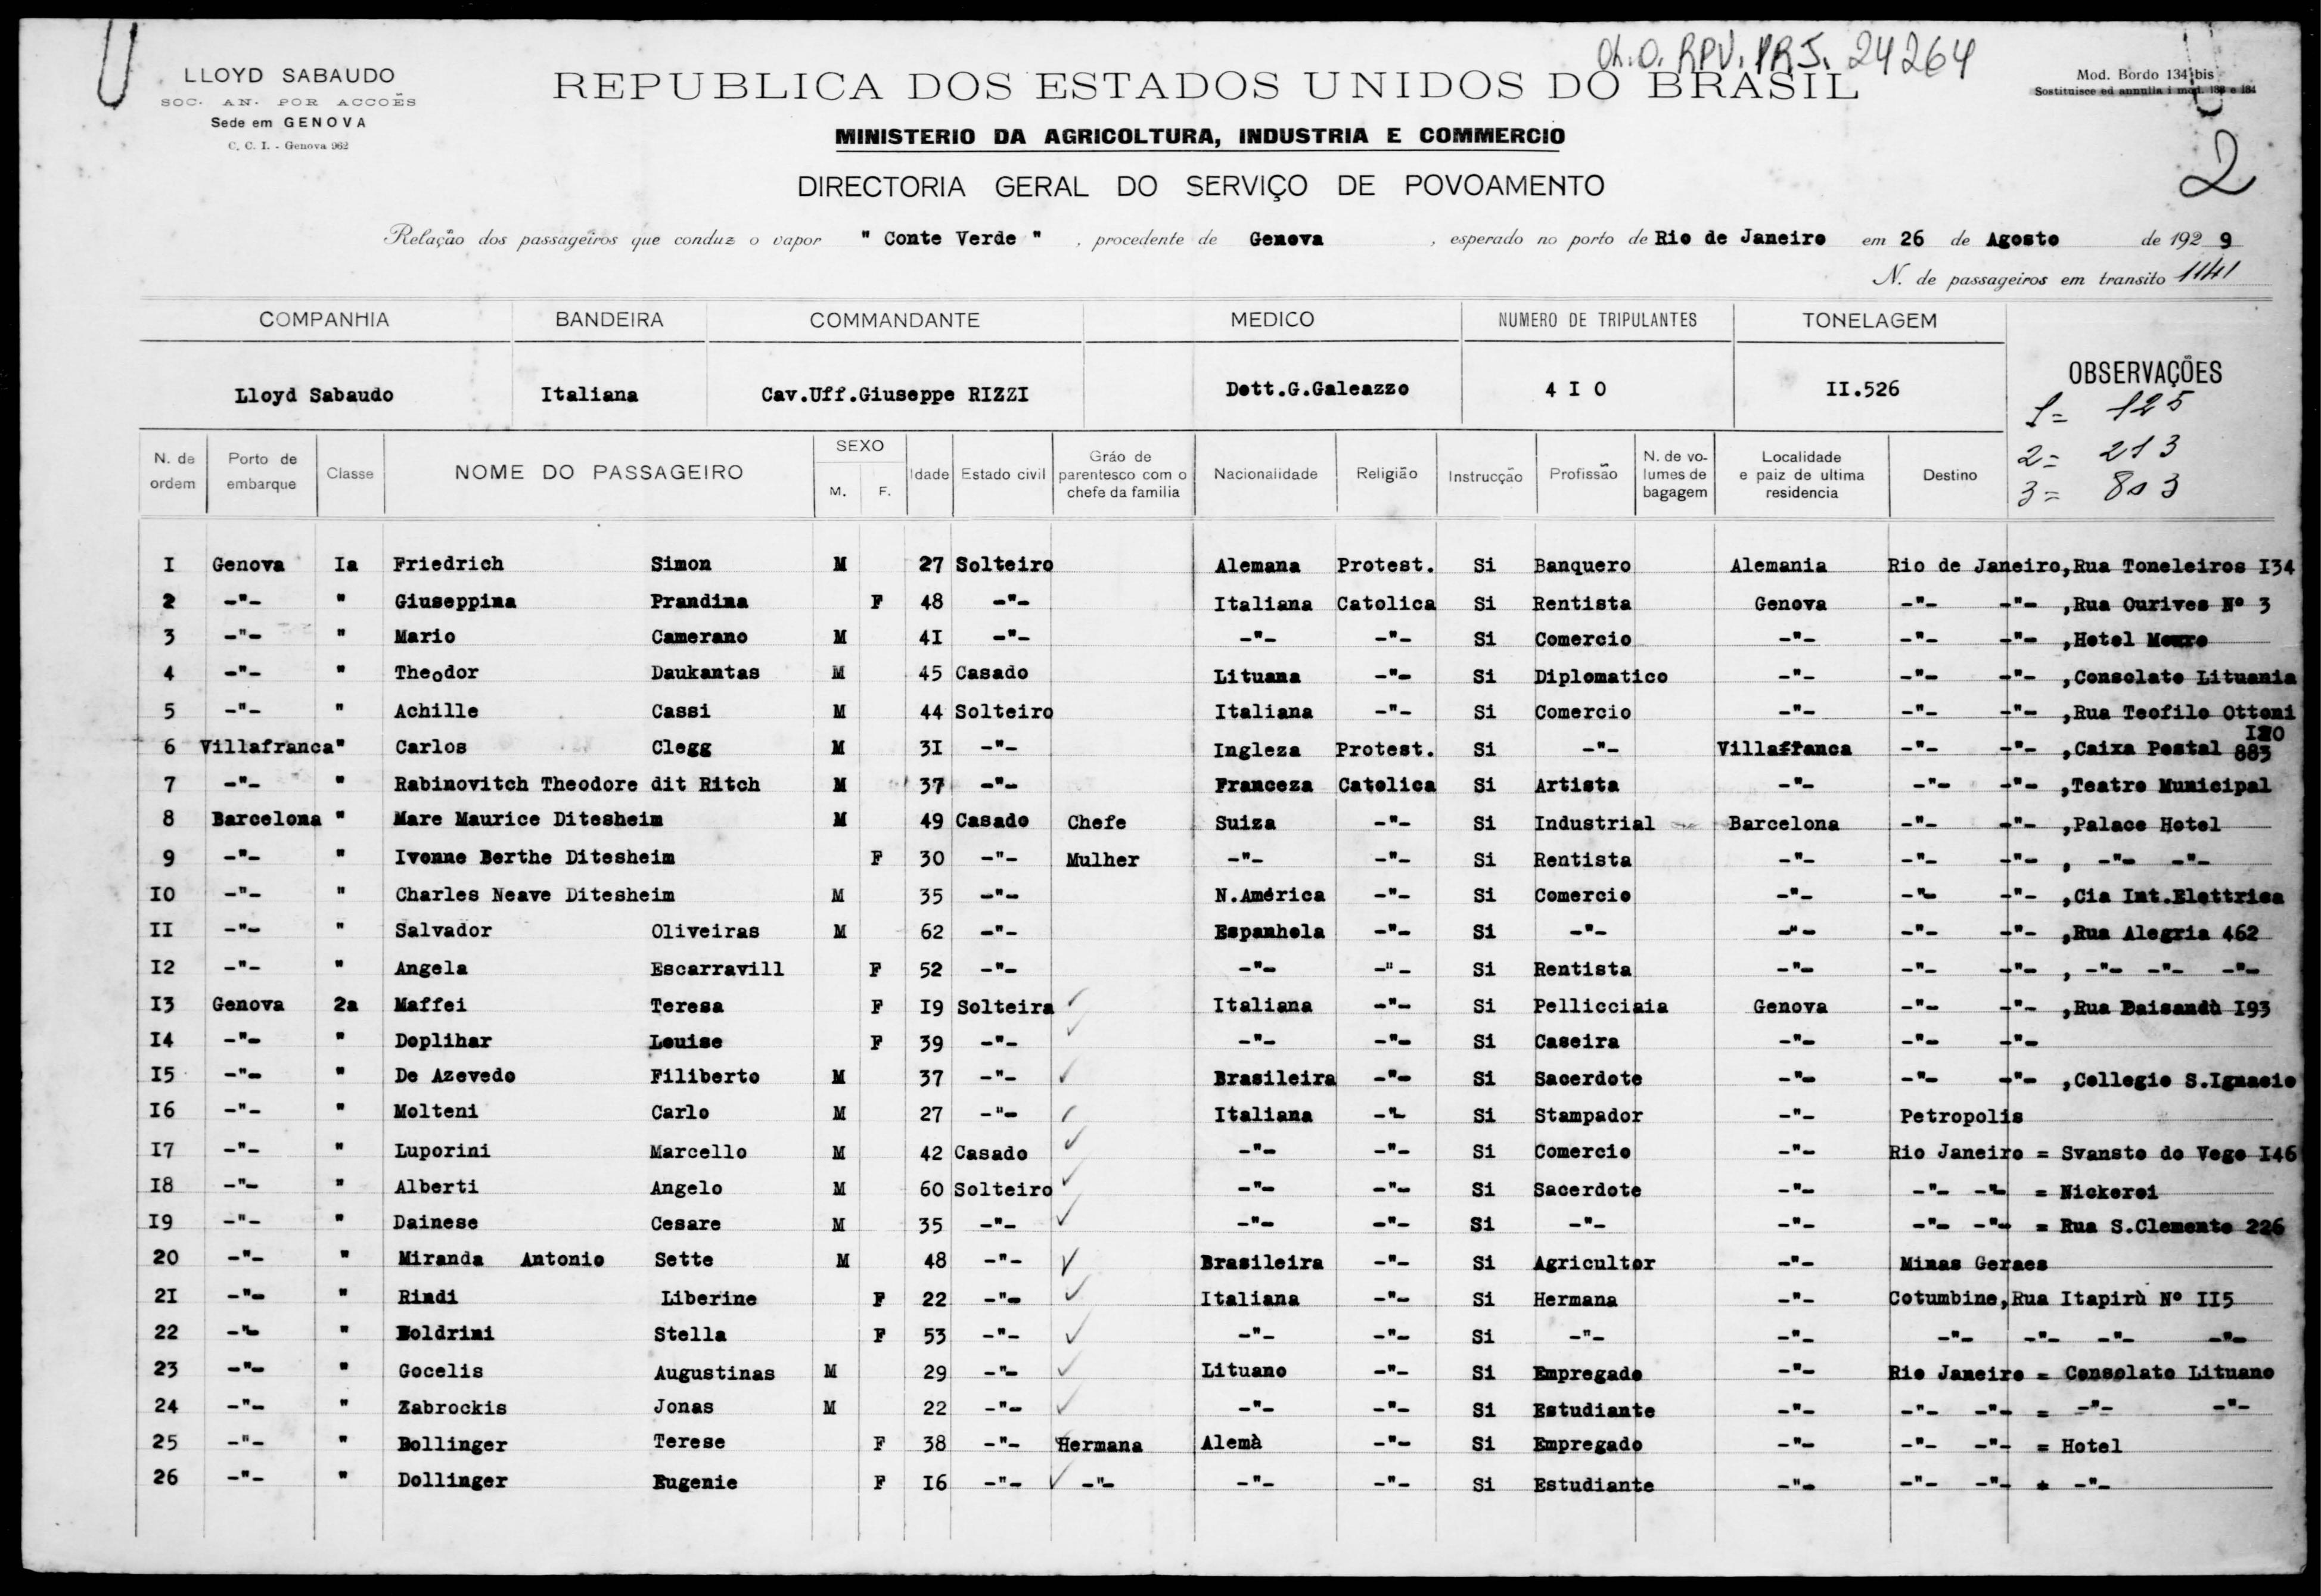 Oh.O. RPV. PRJ. 24264
LLOYD SABAUDO
SOC. AN. POR ACCOES
Sede em GENOVA
C. C. I. - Genova 962
REPUBLICA DOS ESTADOS UNIDOS DO BRASIL
Mod. Bordo 134 bis
Sostituisce ed annulla i mod. 183 e 184
MINISTERIO DA AGRICOLTURA, INDUSTRIA E COMMERCIO
2
DIRECTORIA GERAL DO SERVIÇO DE POVOAMENTO
Relação dos passageiros que conduz o vapor " Conte Verde " , procedente de Genova , esperado no porto de Rio de Janeiro em 26 de Agosto de 192 9
N. de passageiros em transito 1141
COMPANHIA BANDEIRA COMMANDANTE MEDICO NUMERO DE TRIPULANTES TONELAGEM
OBSERVAÇÕES
Lloyd Sabaudo Italiana Cav.Uff.Giuseppe RIZZI Dott.G.Galeazzo 4 I 0 II.526
1= 125
2= 213
3= 803
N. de ordem Porto de embarque Classe NOME DO PASSAGEIRO SEXO M. F. Idade Estado civil Gráo de parentesco com o chefe da familia Nacionalidade Religião Instrucção Profissão N. de volumes de bagagem Localidade e paiz de ultima residencia Destino
I Genova Ia Friedrich Simon M 27 Solteiro Alemana Protest. Si Banquero Alemania Rio de Janeiro,Rua Toneleiros I34
2 -"- " Giuseppina Prandina F 48 -"- Italiana Catolica Si Rentista Genova -"- -"- ,Rua Ourives Nº 3
3 -"- " Mario Camerano M 4I -"- -"- -"- Si Comercio -"- -"- -"- ,Hotel
4 -"- " Theodor Daukantas M 45 Casado Lituana -"- Si Diplomatico -"- -"- -"- ,Consolato Lituania
5 -"- " Achille Cassi M 44 Solteiro Italiana -"- Si Comercio -"- -"- -"- ,Rua Teofilo Ottoni I20
6 Villafranca" Carlos Clegg M 3I -"- Ingleza Protest. Si -"- Villaffanca -"- -"- ,Caixa Postal 883
7 -"- " Rabinovitch Theodore dit Ritch M 37 -"- Franceza Catolica Si Artista -"- -"- -"- ,Teatro Municipal
8 Barcelona " Mare Maurice Ditesheim M 49 Casado Chefe Suiza -"- Si Industrial Barcelona -"- -"- ,Palace Hotel
9 -"- " Ivonne Berthe Ditesheim F 30 -"- Mulher -"- -"- Si Rentista -"- -"- -"- , -"- -"-
IO -"- " Charles Neave Ditesheim M 35 -"- N.América -"- Si Comercio -"- -"- -"- ,Cia Int.Elettrica
II -"- " Salvador Oliveiras M 62 -"- Espanhola -"- Si -"- -"- -"- -"- ,Rua Alegria 462
I2 -"- " Angela Escarravill F 52 -"- -"- -"- Si Rentista -"- -"- -"- , -"- -"- -"-
I3 Genova 2a Maffei Teresa F I9 Solteira Italiana -"- Si Pellicciaia Genova -"- -"- ,Rua Paisandù I93
I4 -"- " Doplihar Louise F 39 -"- -"- -"- Si Caseira -"- -"- -"-
I5 -"- " De Azevedo Filiberto M 37 -"- Brasileira -"- Si Sacerdote -"- -"- -"- ,Collegio S.Ignacio
I6 -"- " Molteni Carlo M 27 -"- Italiana -"- Si Stampador -"- Petropolis
I7 -"- " Luporini Marcello M 42 Casado -"- -"- Si Comercio -"- Rio Janeiro = Svansto do Vego I46
I8 -"- " Alberti Angelo M 60 Solteiro -"- -"- Si Sacerdote -"- -"- -"- = Nickeroi
I9 -"- " Dainese Cesare M 35 -"- -"- -"- Si -"- -"- -"- -"- = Rua S.Clemente 226
20 -"- " Miranda Antonio Sette M 48 -"- Brasileira -"- Si Agricultor -"- Minas Geraes
2I -"- " Rindi Liberine F 22 -"- Italiana -"- Si Hermana -"- Cotumbine,Rua Itapirù Nº II5
22 -"- " Boldrini Stella F 53 -"- -"- -"- Si -"- -"- -"- -"- -"- -"-
23 -"- " Gocelis Augustinas M 29 -"- Lituano -"- Si Empregado -"- Rio Janeiro = Consolato Lituano
24 -"- " Zabrockis Jonas M 22 -"- -"- -"- Si Estudiante -"- -"- -"- = -"- -"-
25 -"- " Bollinger Terese F 38 -"- Hermana Alemà -"- Si Empregado -"- -"- -"- = Hotel
26 -"- " Dollinger Eugenie F I6 -"- -"- -"- -"- Si Estudiante -"- -"- -"- = -"-